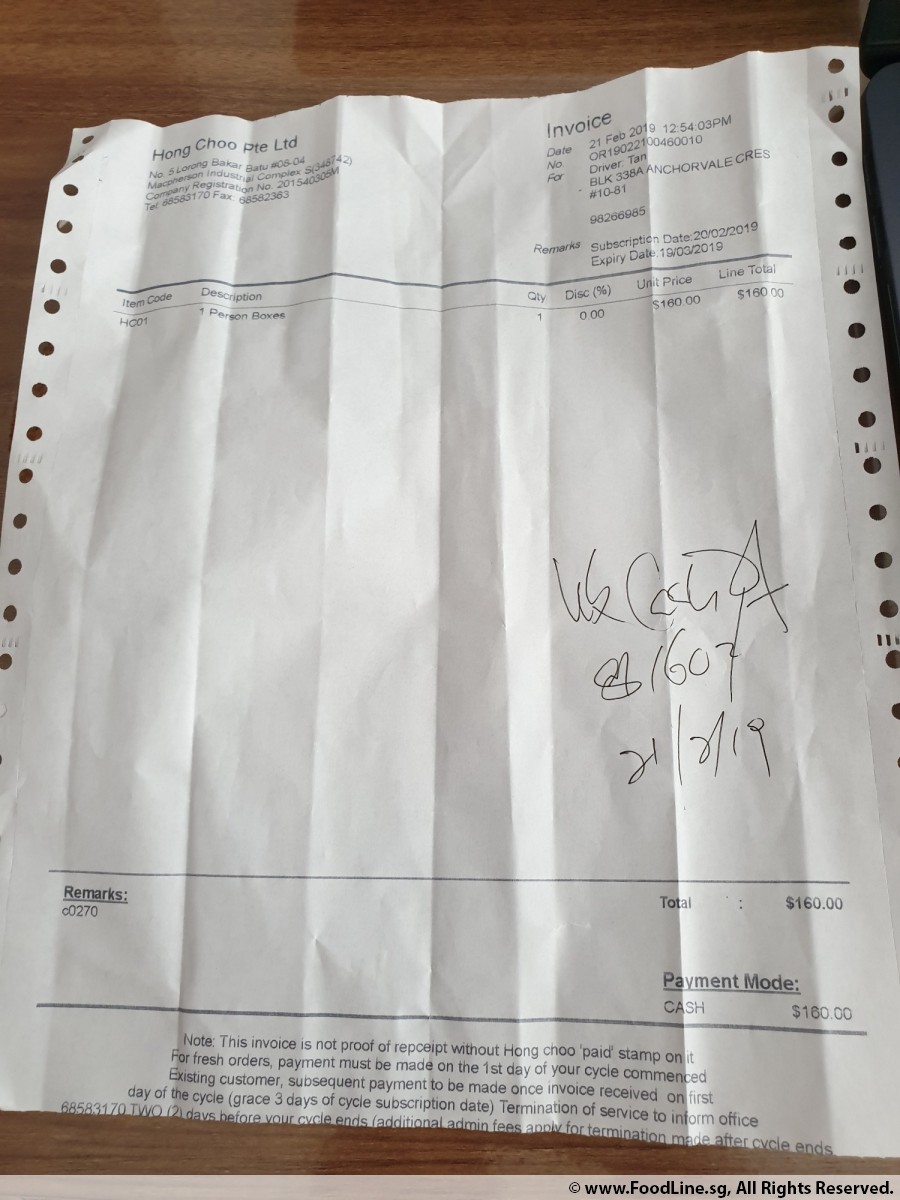 Hong Choo Pte Ltd
No. 5 Lorong Bakar Batu #08-04
Macpherson Industrial Complex S(348742)
Company Registration No. 201540305M
Tel: 68583170 Fax: 68582383
Invoice
Date 21 Feb 2019 12:54:03PM
No OR19022100460010
For Driver: Tan
BLK 338A ANCHORVALE CRES
#10-81
98266985
Remarks Subscription Date:20/02/2019
Expiry Date:19/03/2019
Item Code Description Qty Disc (%) Unit Price Line Total
HC01 1 Person Boxes 1 0.00 $160.00 $160.00
Cash
1607
21/2/19
Remarks:
c0270
Total : $160.00
Payment Mode:
CASH $160.00
Note: This invoice is not proof of repceipt without Hong choo 'paid' stamp on it
For fresh orders, payment must be made on the 1st day of your cycle commenced
Existing customer, subsequent payment to be made once invoice received on first
day of the cycle (grace 3 days of cycle subscription date) Termination of service to inform office
68583170 TWO (2) days before your cycle ends (additional admin fees apply for termination made after cycle ends
© www.FoodLine.sg, All Rights Reserved.